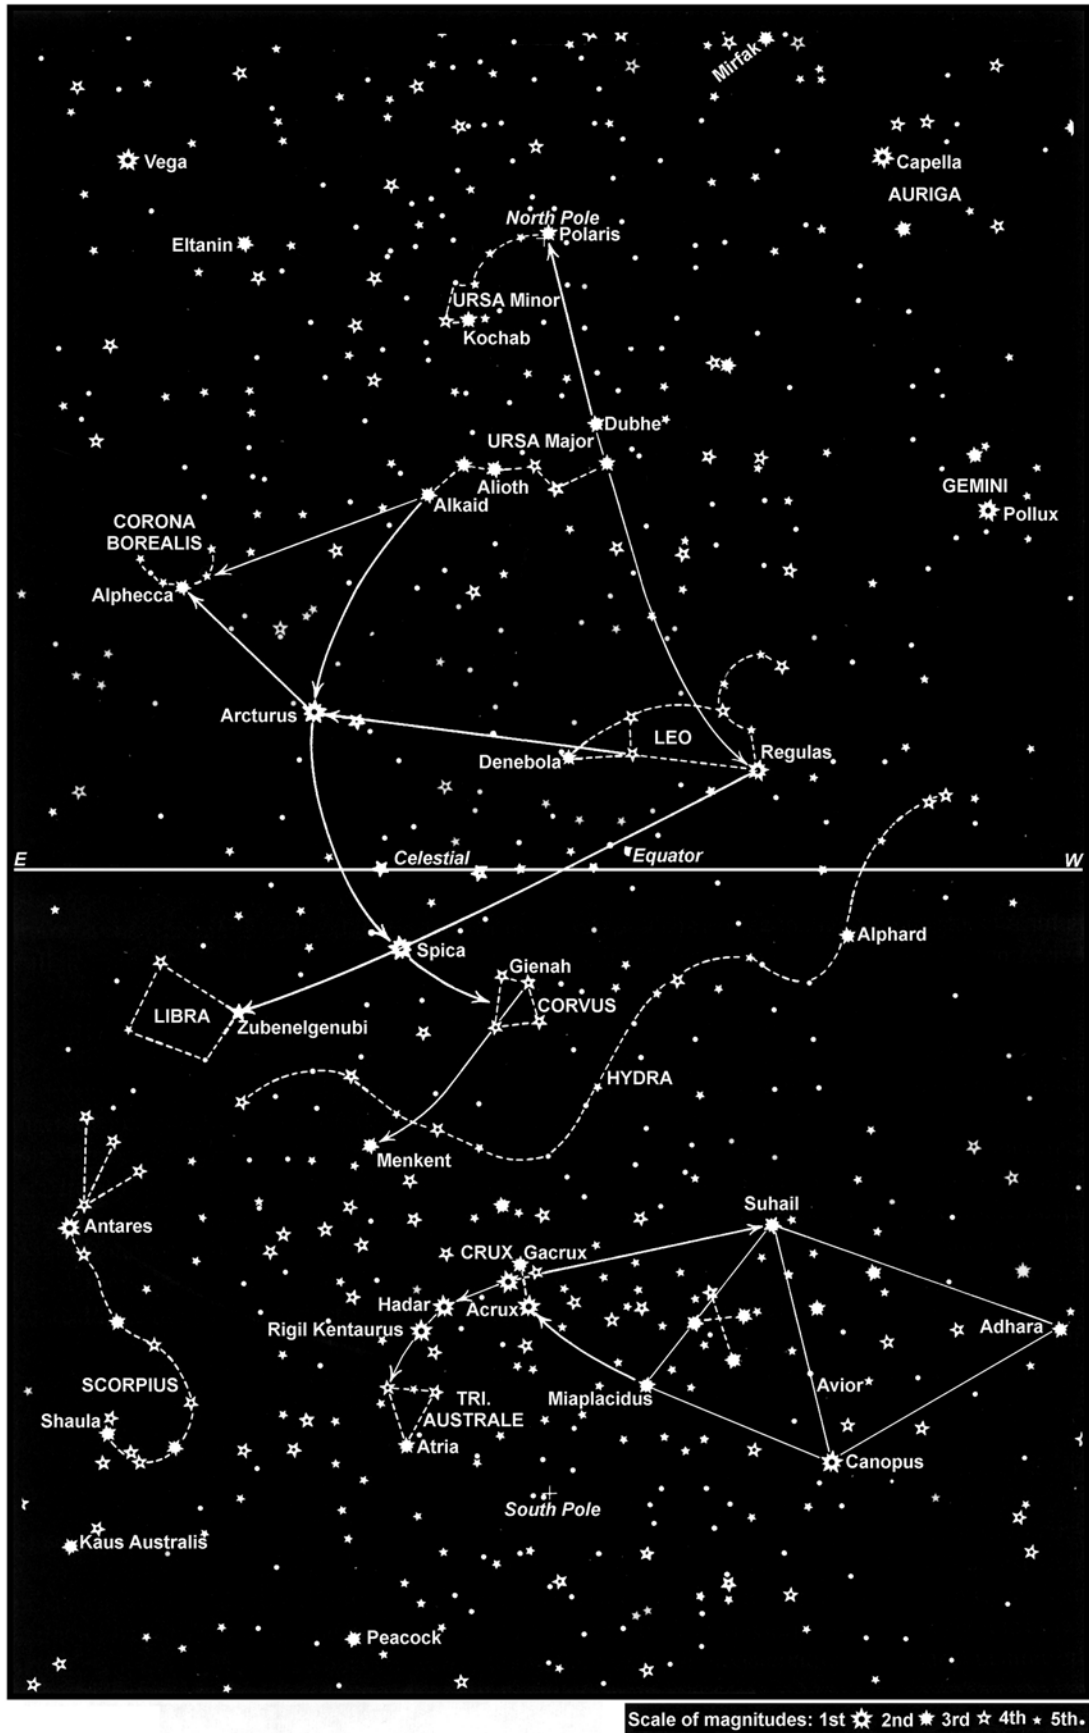 Mirfak
Vega
Capella
AURIGA
North Pole
Polaris
Eltanin
URSA Minor
Kochab
Dubhe
URSA Major
Alioth
Alkaid
GEMINI
Pollux
CORONA
BOREALIS
Alphecca
Arcturus
LEO
Denebola
Regulas
E
Celestial
Equator
W
Spica
Alphard
Gienah
CORVUS
LIBRA
Zubenelgenubi
HYDRA
Menkent
Antares
Suhail
CRUX
Gacrux
Hadar
Acrux
Rigil Kentaurus
Adhara
SCORPIUS
Shaula
TRI.
AUSTRALE
Miaplacidus
Avior
Atria
Canopus
South Pole
Kaus Australis
Peacock
Scale of magnitudes: 1st 2nd 3rd 4th 5th